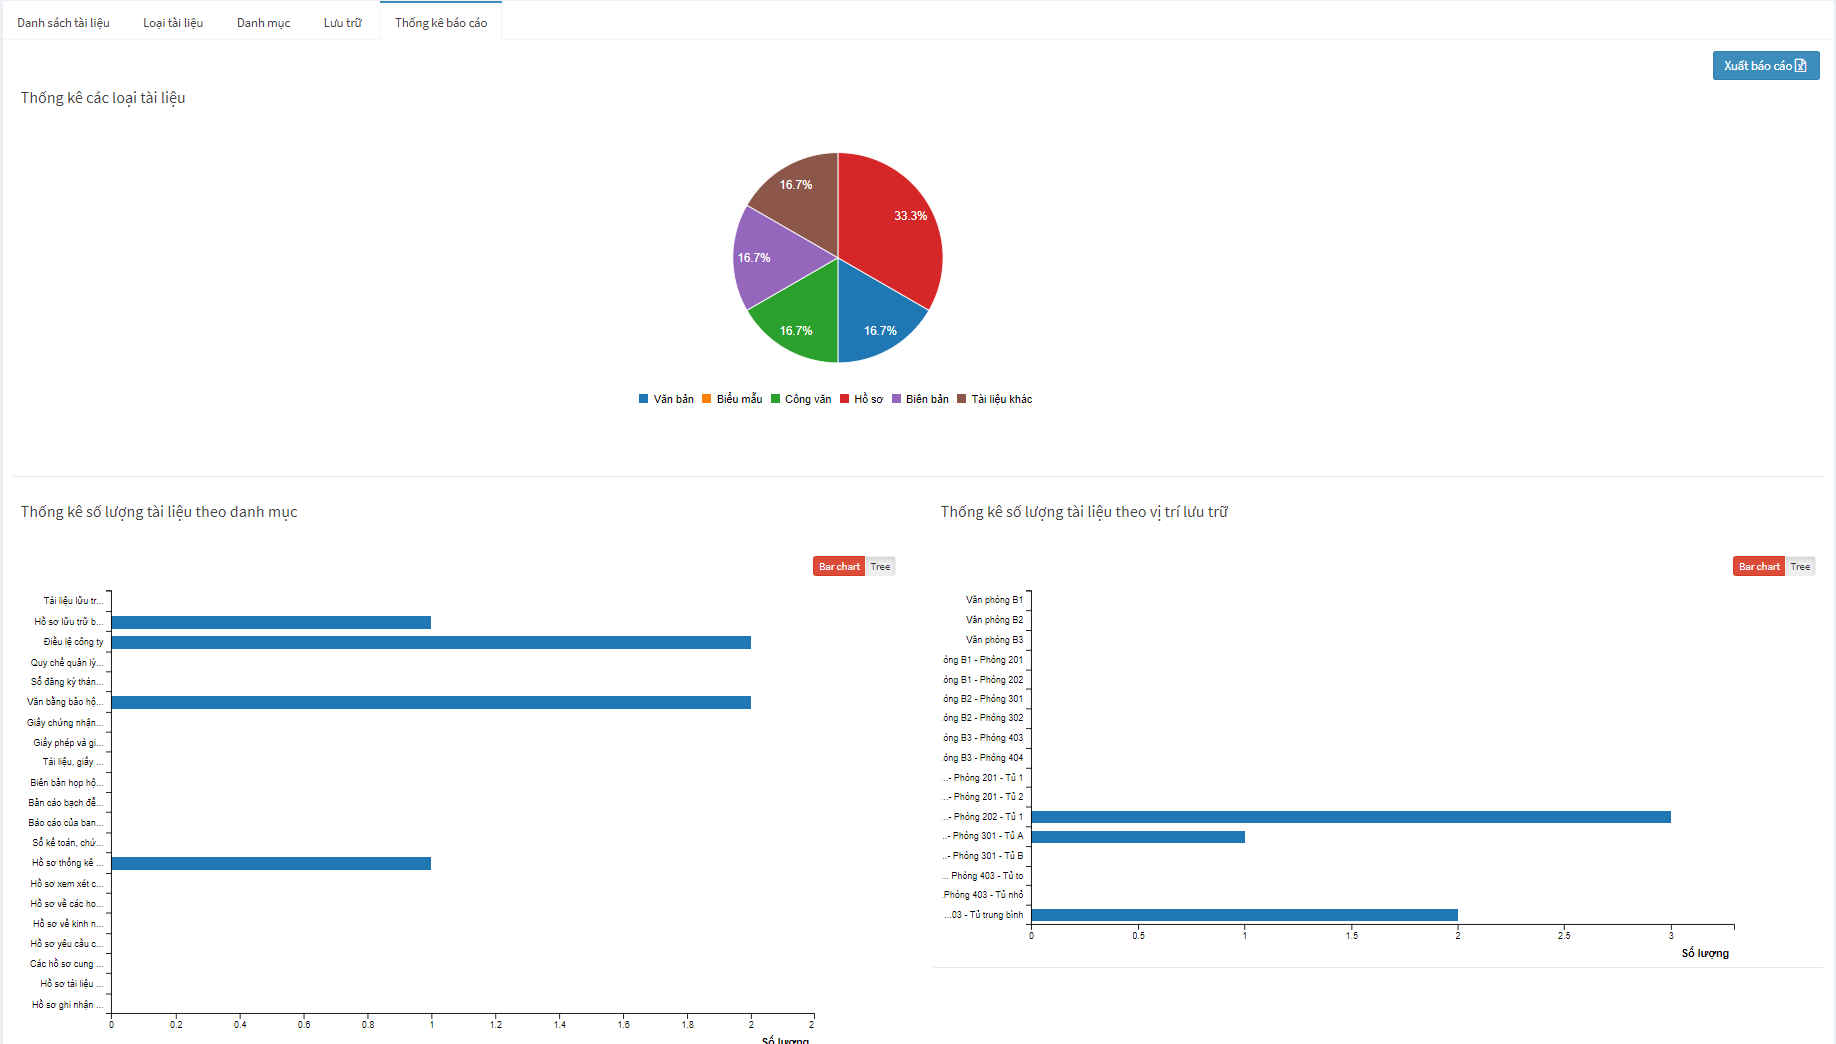 Danh sách tài liệu Loại tài liệu Danh mục Lưu trữ Thống kê báo cáo
Xuất báo cáo
Thống kê các loại tài liệu
16.7% 33.3%
16.7%
16.7% 16.7%
Văn bản Biểu mẫu Công văn Hồ sơ Biên bản Tài liệu khác
Thống kê số lượng tài liệu theo danh mục
Bar chart Tree
Tài liệu lữu tr...
Hồ sơ lữu trữ b...
Điều lệ công ty
Quy chế quản lý...
Sổ đăng ký thàn...
Văn bằng bảo hộ...
Giấy chứng nhận...
Giấy phép và gi...
Tài liệu, giấy ...
Biên bản họp hộ...
Bản cáo bạch để...
Báo cáo của ban...
Sổ kế toán, chứ...
Hồ sơ thống kê ...
Hồ sơ xem xét c...
Hồ sơ về các ho...
Hồ sơ về kinh n...
Hồ sơ yêu cầu c...
Các hồ sơ cung ...
Hồ sơ tài liệu ...
Hồ sơ ghi nhận ...
0 0.2 0.4 0.6 0.8 1 1.2 1.4 1.6 1.8 2 2
Số lượng
Thống kê số lượng tài liệu theo vị trí lưu trữ
Bar chart Tree
Văn phòng B1
Văn phòng B2
Văn phòng B3
.òng B1 - Phòng 201
.òng B1 - Phòng 202
.òng B2 - Phòng 301
.òng B2 - Phòng 302
.òng B3 - Phòng 403
.òng B3 - Phòng 404
...- Phòng 201 - Tủ 1
...- Phòng 201 - Tủ 2
...- Phòng 202 - Tủ 1
...- Phòng 301 - Tủ A
...- Phòng 301 - Tủ B
... Phòng 403 - Tủ to
.Phòng 403 - Tủ nhỏ
...03 - Tủ trung bình
0 0.5 1 1.5 2 2.5 3
Số lượng